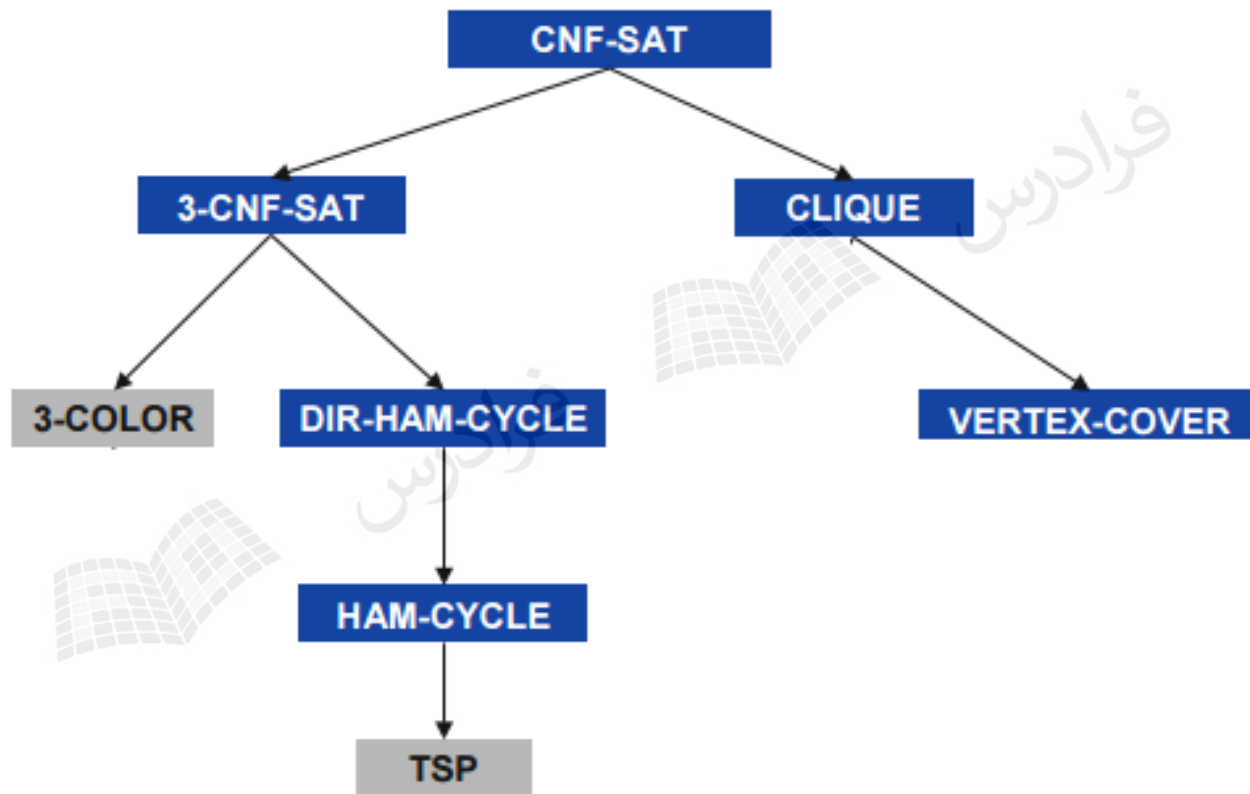 CNF-SAT
3-CNF-SAT
CLIQUE
فرادرس
3-COLOR
DIR-HAM-CYCLE
VERTEX-COVER
فرادرس
HAM-CYCLE
TSP